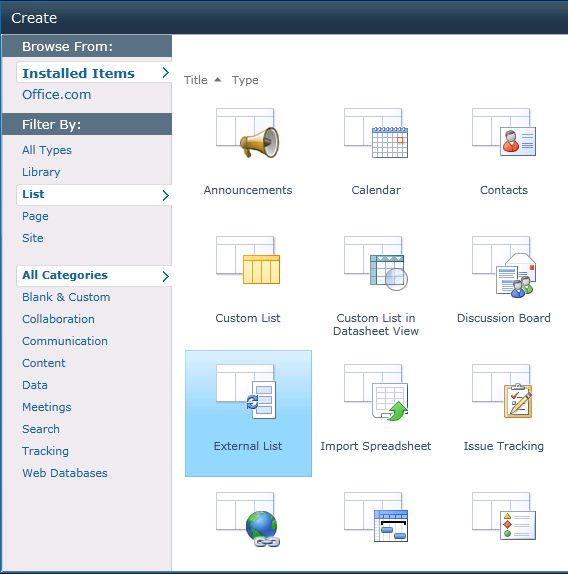 Create
Browse From:
Installed Items
Office.com
Filter By:
All Types
Library
List
Page
Site
All Categories
Blank & Custom
Collaboration
Communication
Content
Data
Meetings
Search
Tracking
Web Databases
Title Type
Announcements
Calendar
Contacts
Custom List
Custom List in
Datasheet View
Discussion Board
External List
Import Spreadsheet
Issue Tracking